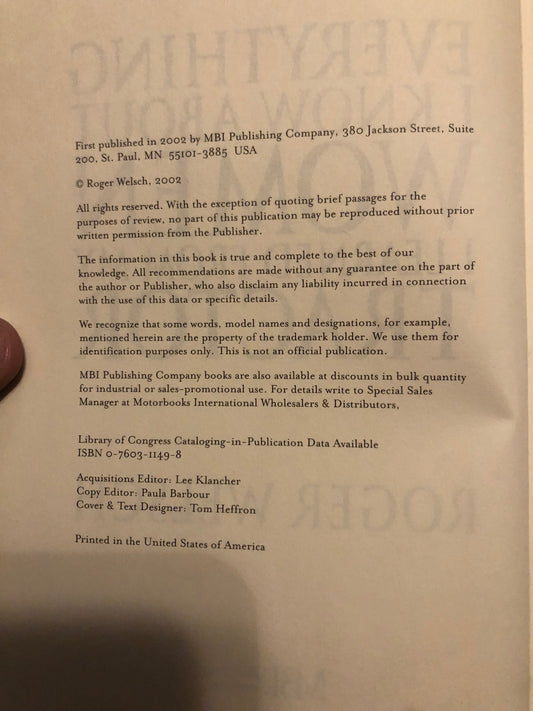 First published in 2002 by MBI Publishing Company, 380 Jackson Street, Suite
200, St. Paul, MN 55101-3885 USA
© Roger Welsch, 2002
All rights reserved. With the exception of quoting brief passages for the
purposes of review, no part of this publication may be reproduced without prior
written permission from the Publisher.
The information in this book is true and complete to the best of our
knowledge. All recommendations are made without any guarantee on the part of
the author or Publisher, who also disclaim any liability incurred in connection
with the use of this data or specific details.
We recognize that some words, model names and designations, for example,
mentioned herein are the property of the trademark holder. We use them for
identification purposes only. This is not an official publication.
MBI Publishing Company books are also available at discounts in bulk quantity
for industrial or sales-promotional use. For details write to Special Sales
Manager at Motorbooks International Wholesalers & Distributors,
Library of Congress Cataloging-in-Publication Data Available
ISBN 0-7603-1149-8
Acquisitions Editor: Lee Klancher
Copy Editor: Paula Barbour
Cover & Text Designer: Tom Heffron
Printed in the United States of America